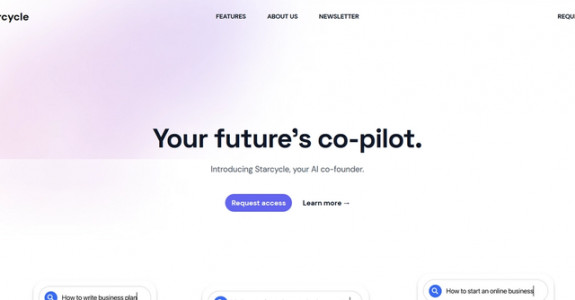 rcycle
FEATURES ABOUT US NEWSLETTER REQU
Your future's co-pilot.
Introducing Starcycle, your AI co-founder.
Request access Learn more →
How to write business plan
How to start an online business